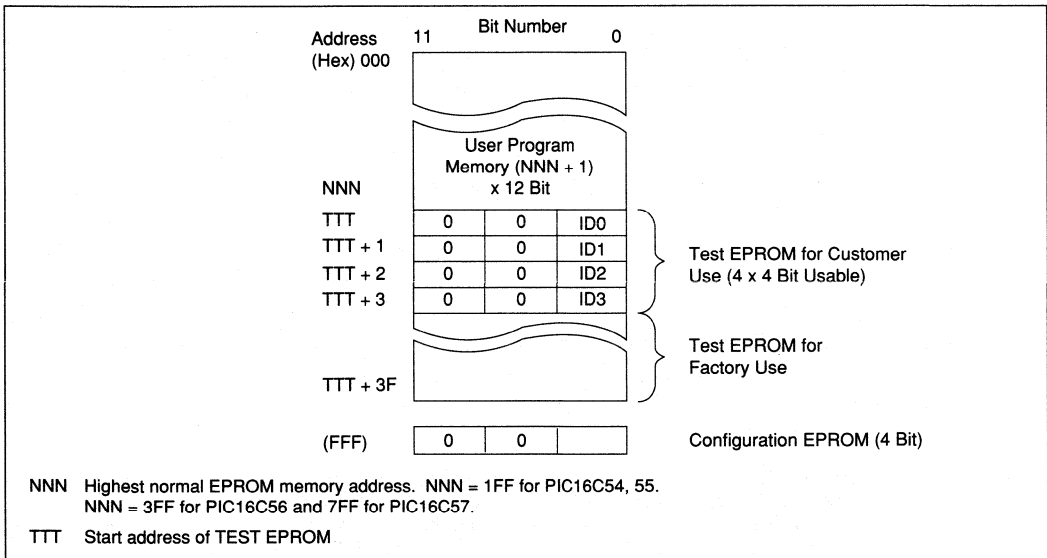 Bit Number
Address 11 0
(Hex) 000
User Program
Memory (NNN + 1)
x 12 Bit
NNN
TTT 0 0 ID0
TTT + 1 0 0 ID1
TTT + 2 0 0 ID2
TTT + 3 0 0 ID3
Test EPROM for Customer
Use (4 x 4 Bit Usable)
Test EPROM for
Factory Use
TTT + 3F
(FFF) 0 0 Configuration EPROM (4 Bit)
NNN Highest normal EPROM memory address. NNN = 1FF for PIC16C54, 55.
NNN = 3FF for PIC16C56 and 7FF for PIC16C57.
TTT Start address of TEST EPROM